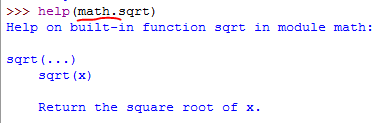 >>> help(math.sqrt)
Help on built-in function sqrt in module math:
sqrt(...)
sqrt(x)
Return the square root of x.